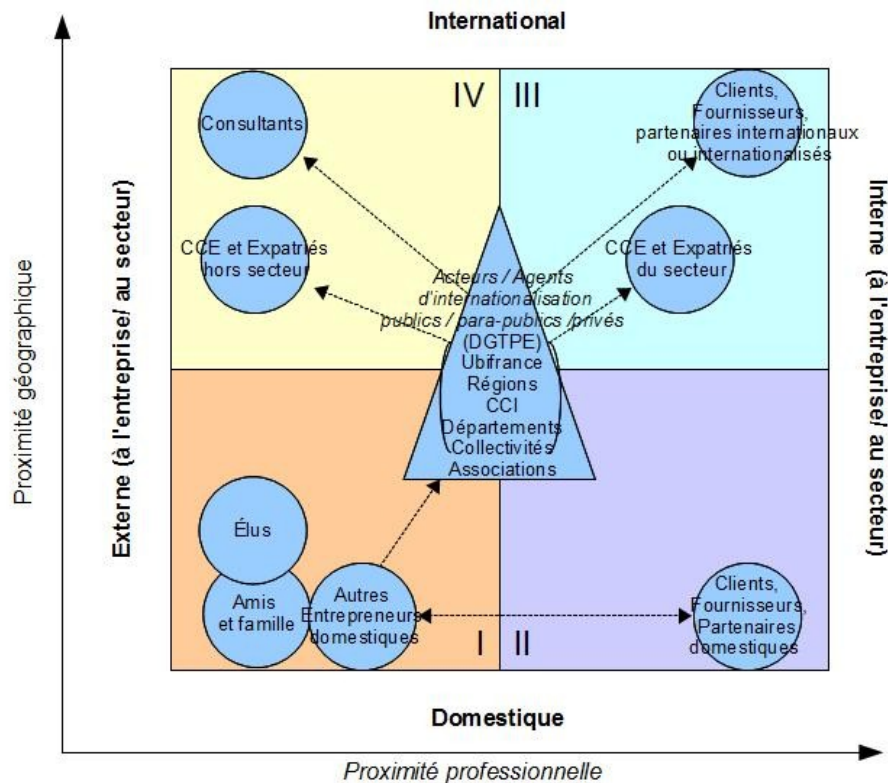 International
IV
III
Consultants
Clients,
Fournisseurs,
partenaires internationaux
ou internationalisés
CCE et Expatriés
hors secteur
CCE et Expatriés
du secteur
Acteurs / Agents
d'internationalisation
publics / para-publics /privés
(DGTPE)
Ubifrance
Régions
CCI
Départements
Collectivités
Associations
Proximité géographique
Externe (à l'entreprise/ au secteur)
Interne (à l'entreprise/ au secteur)
Élus
Amis
et famille
Autres
Entrepreneurs
domestiques
Clients,
Fournisseurs,
Partenaires
domestiques
I
II
Domestique
Proximité professionnelle